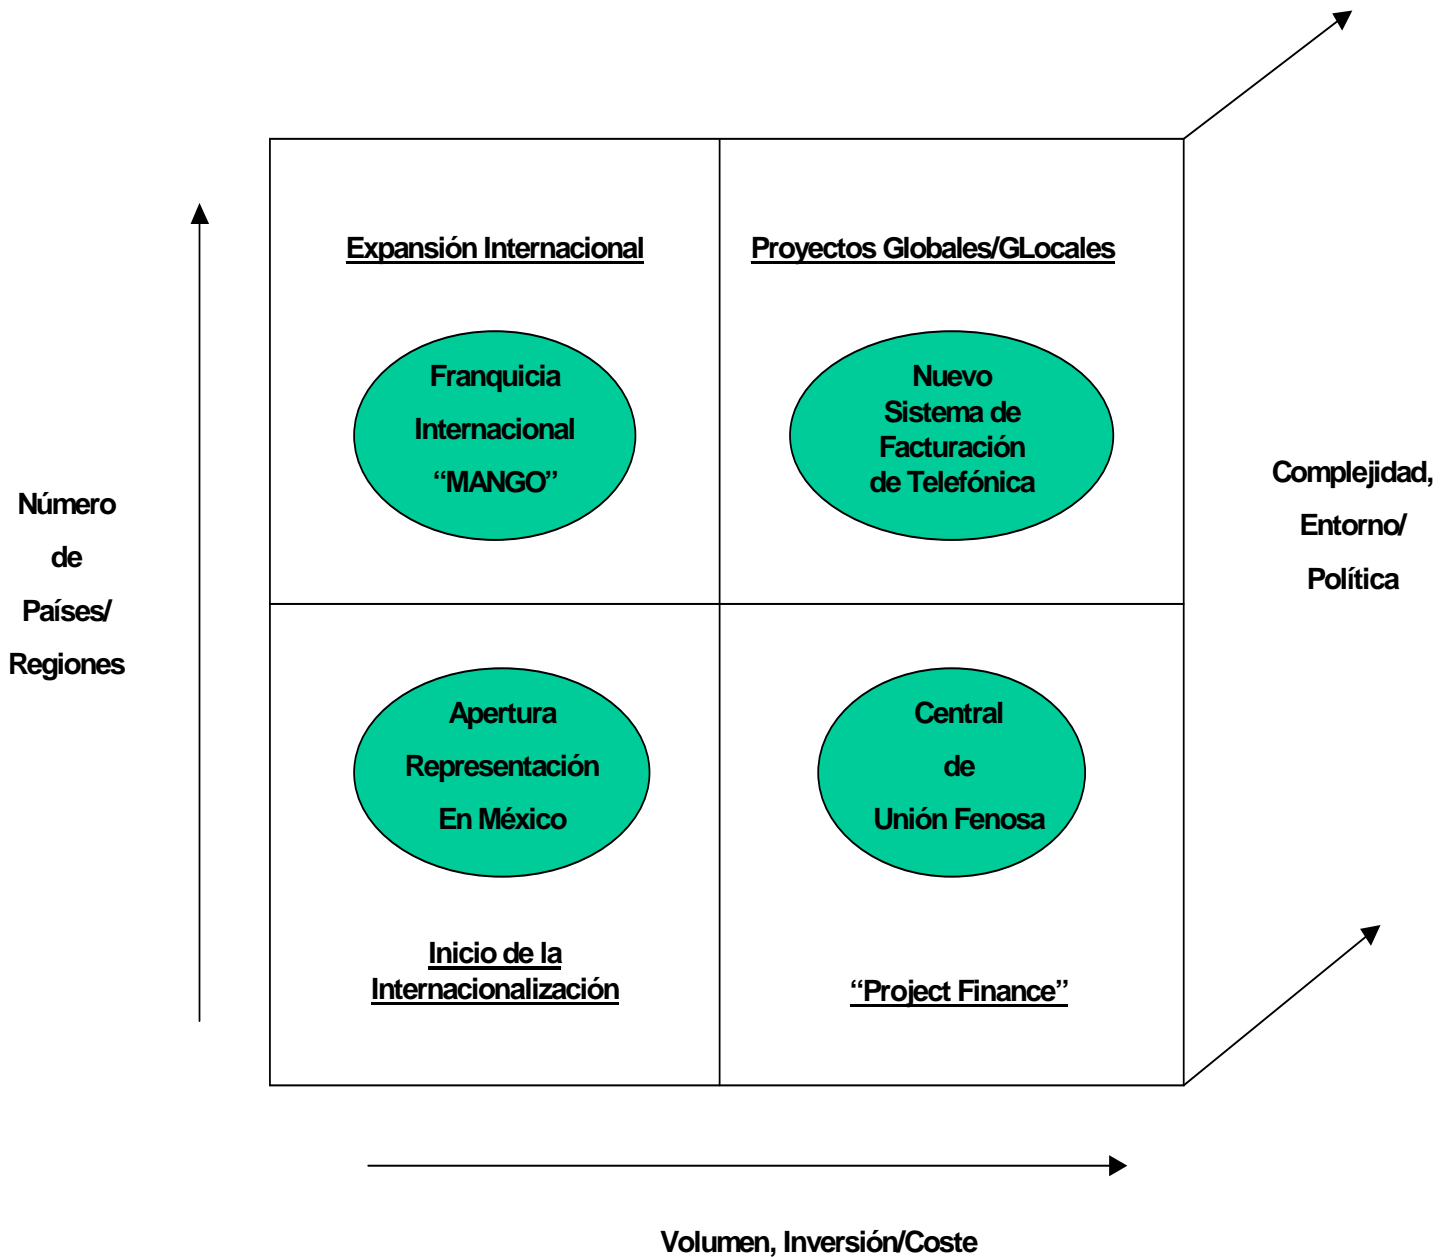 Expansión Internacional
Proyectos Globales/GLocales
Franquicia
Internacional
“MANGO”
Nuevo
Sistema de
Facturación
de Telefónica
Número
de
Países/
Regiones
Complejidad,
Entorno/
Política
Apertura
Representación
En México
Central
de
Unión Fenosa
Inicio de la
Internacionalización
“Project Finance”
Volumen, Inversión/Coste